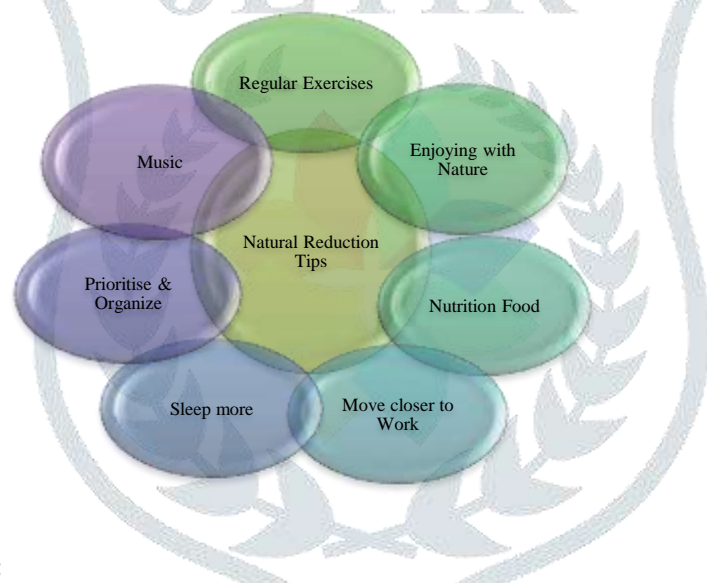 Regular Exercises
Enjoying with
Nature
Nutrition Food
Move closer to
Work
Sleep more
Prioritise &
Organize
Music
Natural Reduction
Tips